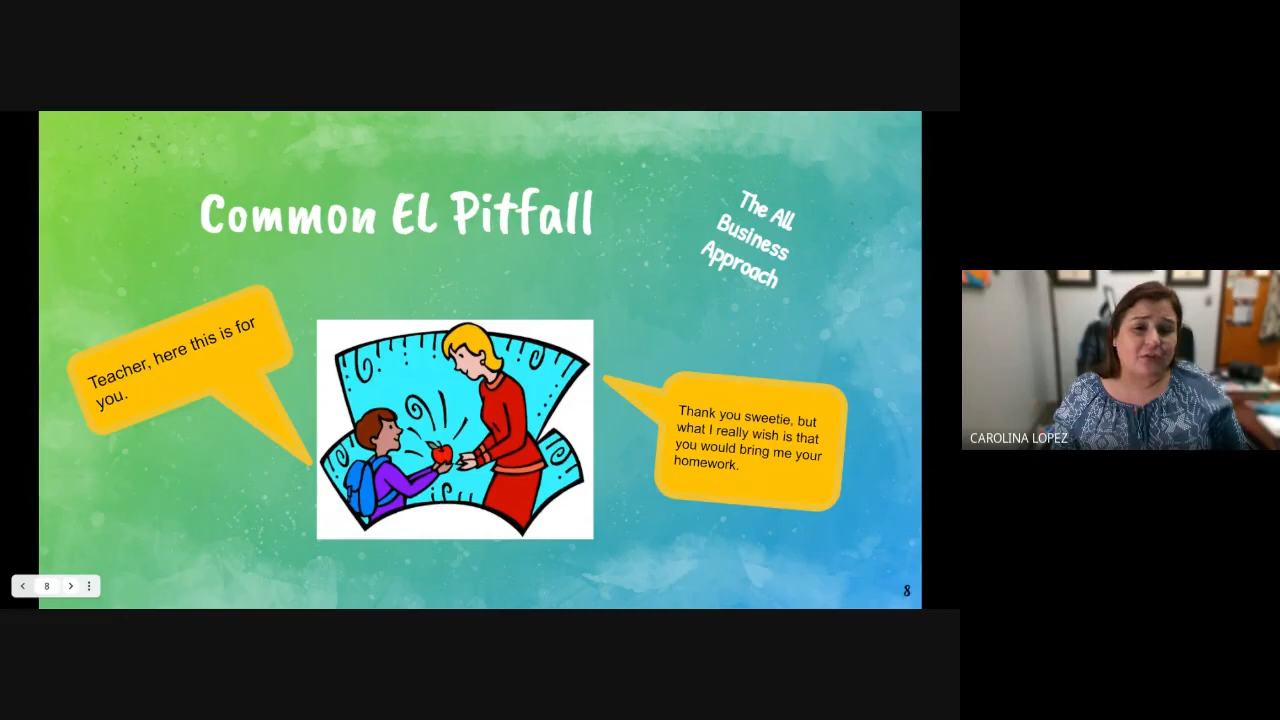 Common EL Pitfall
The All
Business
Approach
Teacher, here this is for
you.
Thank you sweetie, but
what I really wish is that
you would bring me your
homework.
CAROLINA LOPEZ
8
8